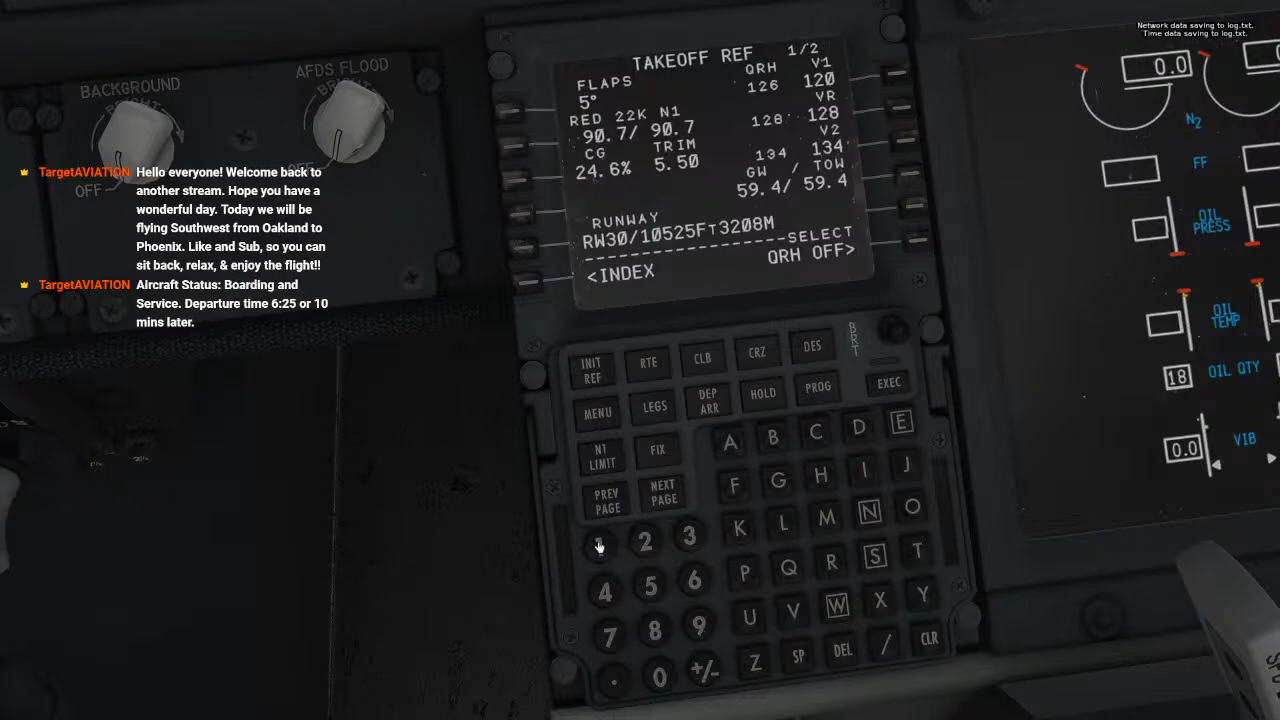 Network data saving to log.txt.
Time data saving to log.txt.
BACKGROUND
BRIGHT
OFF
AFDS FLOOD
BRIGHT
OFF
TargetAVIATION Hello everyone! Welcome back to
another stream. Hope you have a
wonderful day. Today we will be
flying Southwest from Oakland to
Phoenix. Like and Sub, so you can
sit back, relax, & enjoy the flight!!
TargetAVIATION Aircraft Status: Boarding and
Service. Departure time 6:25 or 10
mins later.
TAKEOFF REF 1/2
FLAPS QRH V1
5° 126 120
RED 22K N1 VR
90.7/ 90.7 128 128
CG TRIM V2
24.6% 5.50 134 134
GW / TOW
59.4/ 59.4
RUNWAY
RW30/10525FT3208M
----------------SELECT
<INDEX QRH OFF>
INIT REF RTE CLB CRZ DES BRT
MENU LEGS DEP ARR HOLD PROG EXEC
N1 LIMIT FIX A B C D E
PREV PAGE NEXT PAGE F G H I J
1 2 3 K L M N O
4 5 6 P Q R S T
7 8 9 U V W X Y
. 0 +/- Z SP DEL / CLR
0.0 0.0
N2
FF
OIL
PRESS
OIL
TEMP
18 OIL QTY
0.0 VIB